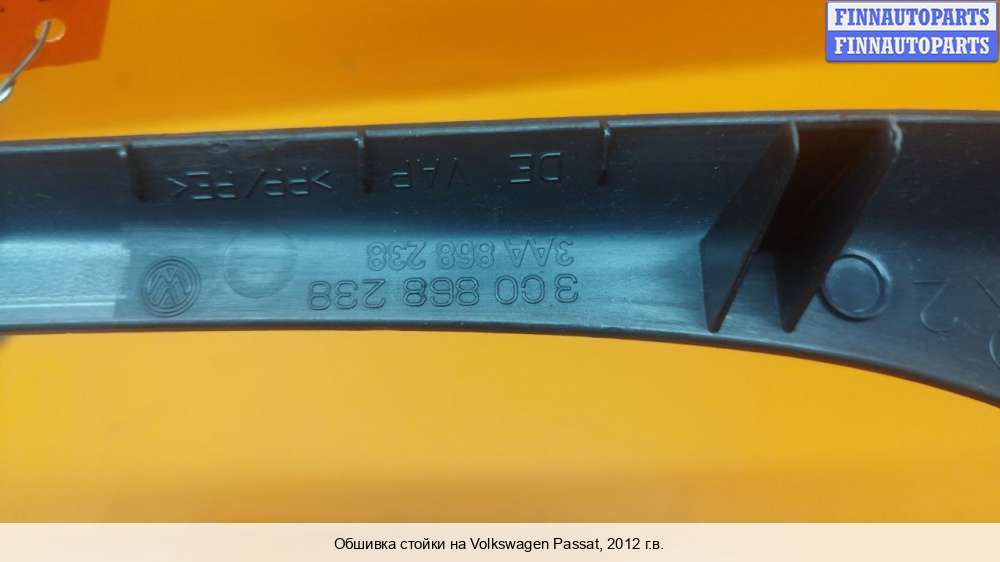 FINNAUTOPARTS
FINNAUTOPARTS
DE VAP >PP/PE<
3AA 868 238
3C0 868 238
Обшивка стойки на Volkswagen Passat, 2012 г.в.